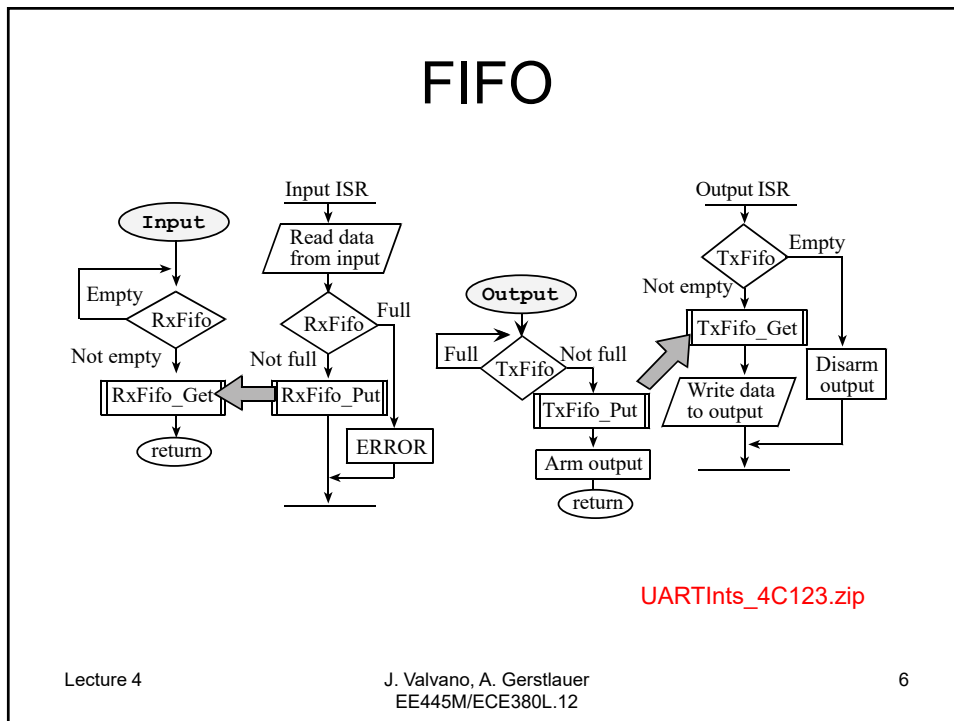 FIFO
Input
Empty
RxFifo
Not empty
RxFifo_Get
return
Input ISR
Read data
from input
RxFifo
Full
Not full
RxFifo_Put
ERROR
Output
Full
TxFifo
Not full
TxFifo_Put
Arm output
return
Output ISR
TxFifo
Empty
Not empty
TxFifo_Get
Write data
to output
Disarm
output
UARTInts_4C123.zip
Lecture 4
J. Valvano, A. Gerstlauer
EE445M/ECE380L.12
6